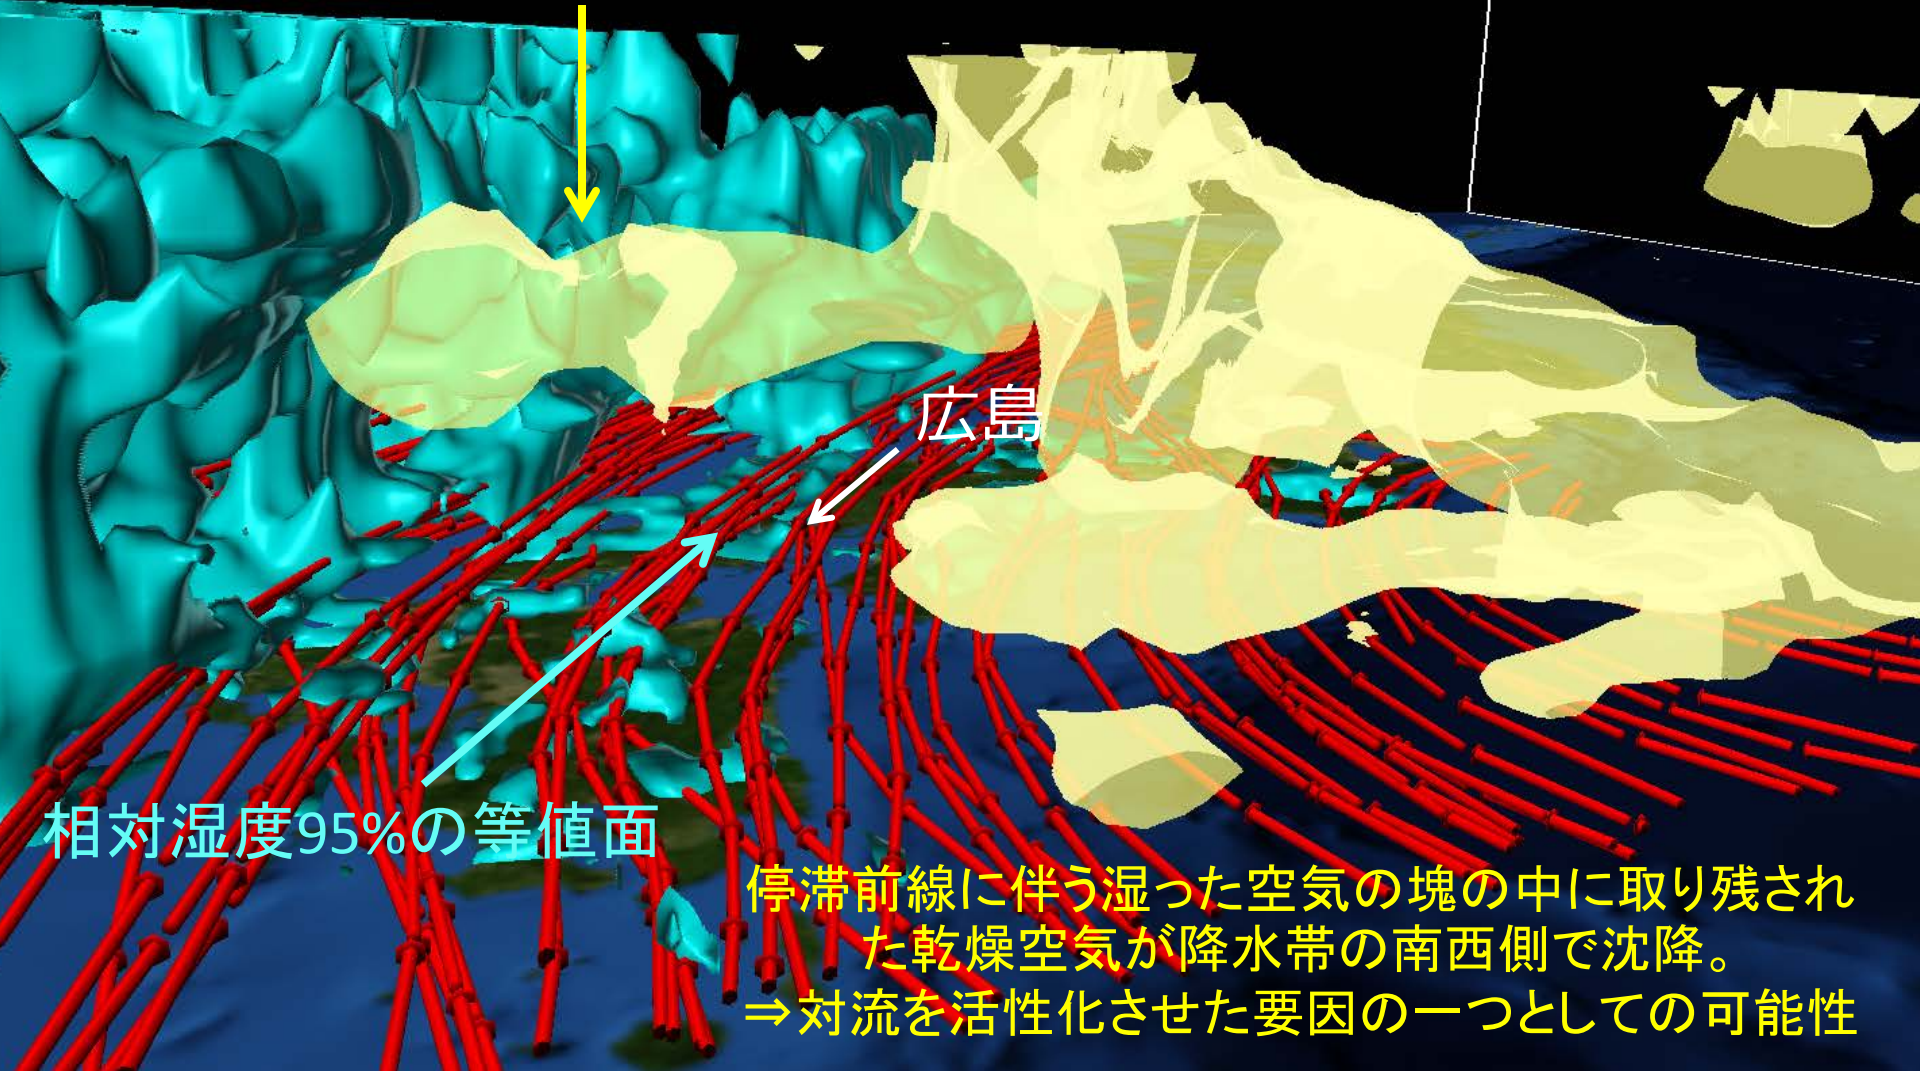 広島
相対湿度95%の等値面
停滞前線に伴う湿った空気の塊の中に取り残され
た乾燥空気が降水帯の南西側で沈降。
⇒対流を活性化させた要因の一つとしての可能性